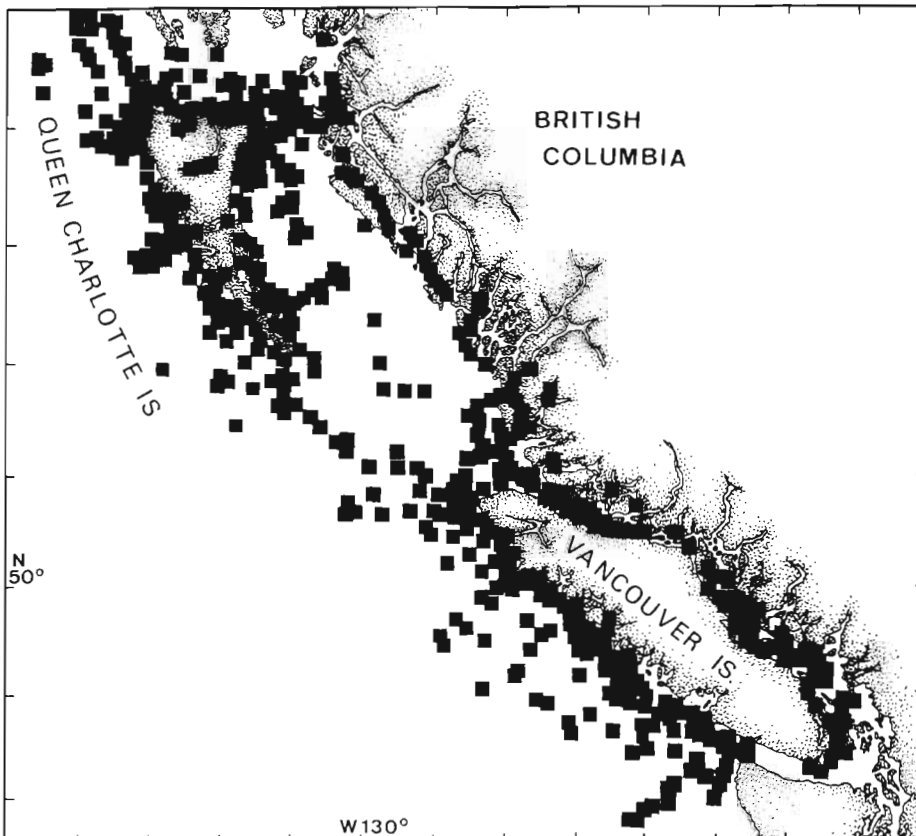 BRITISH
COLUMBIA
QUEEN CHARLOTTE IS
VANCOUVER IS
N
50°
W130°